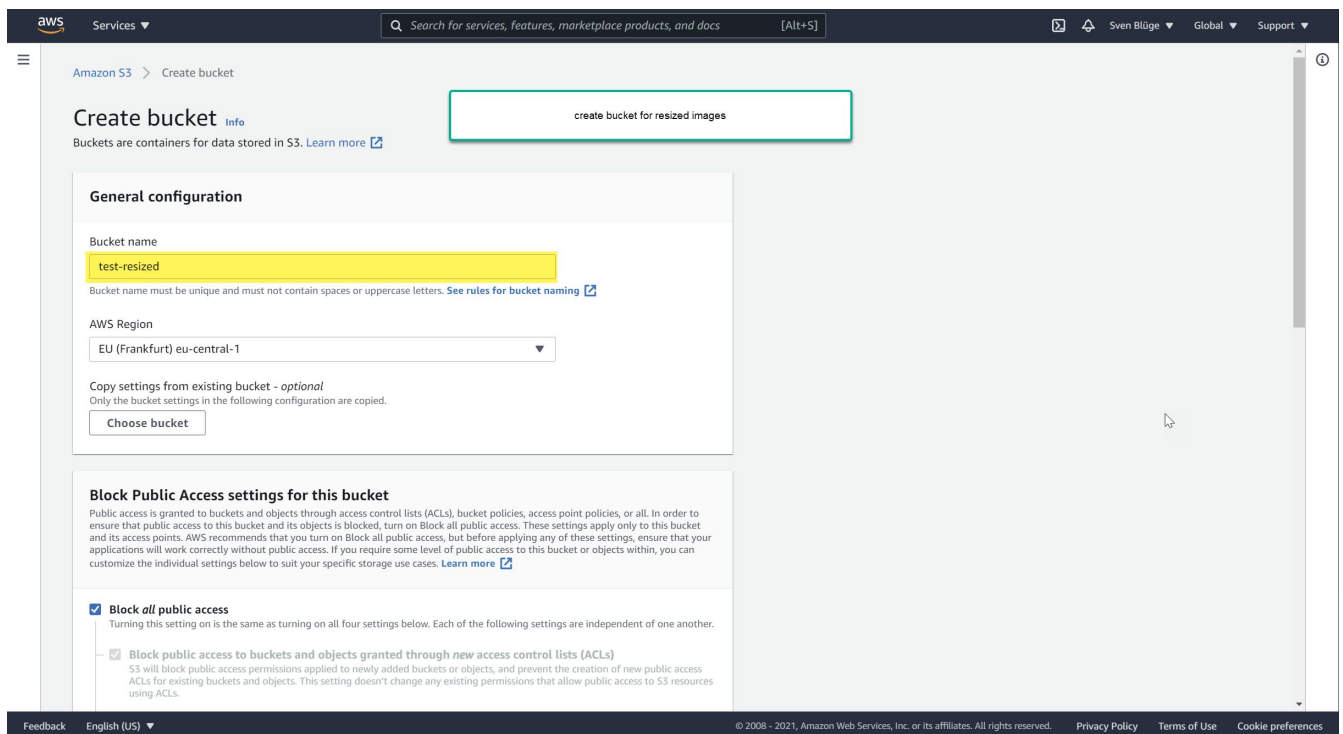 aws Services Search for services, features, marketplace products, and docs [Alt+S] Sven Blüge Global Support
Amazon S3 > Create bucket
create bucket for resized images
Create bucket Info
Buckets are containers for data stored in S3. Learn more
General configuration
Bucket name
test-resized
Bucket name must be unique and must not contain spaces or uppercase letters. See rules for bucket naming
AWS Region
EU (Frankfurt) eu-central-1
Copy settings from existing bucket - optional
Only the bucket settings in the following configuration are copied.
Choose bucket
Block Public Access settings for this bucket
Public access is granted to buckets and objects through access control lists (ACLs), bucket policies, access point policies, or all. In order to
ensure that public access to this bucket and its objects is blocked, turn on Block all public access. These settings apply only to this bucket
and its access points. AWS recommends that you turn on Block all public access, but before applying any of these settings, ensure that your
applications will work correctly without public access. If you require some level of public access to this bucket or objects within, you can
customize the individual settings below to suit your specific storage use cases. Learn more
Block all public access
Turning this setting on is the same as turning on all four settings below. Each of the following settings are independent of one another.
Block public access to buckets and objects granted through new access control lists (ACLs)
S3 will block public access permissions applied to newly added buckets or objects, and prevent the creation of new public access
ACLs for existing buckets and objects. This setting doesn't change any existing permissions that allow public access to S3 resources
using ACLs.
Feedback English (US) © 2008 - 2021, Amazon Web Services, Inc. or its affiliates. All rights reserved. Privacy Policy Terms of Use Cookie preferences